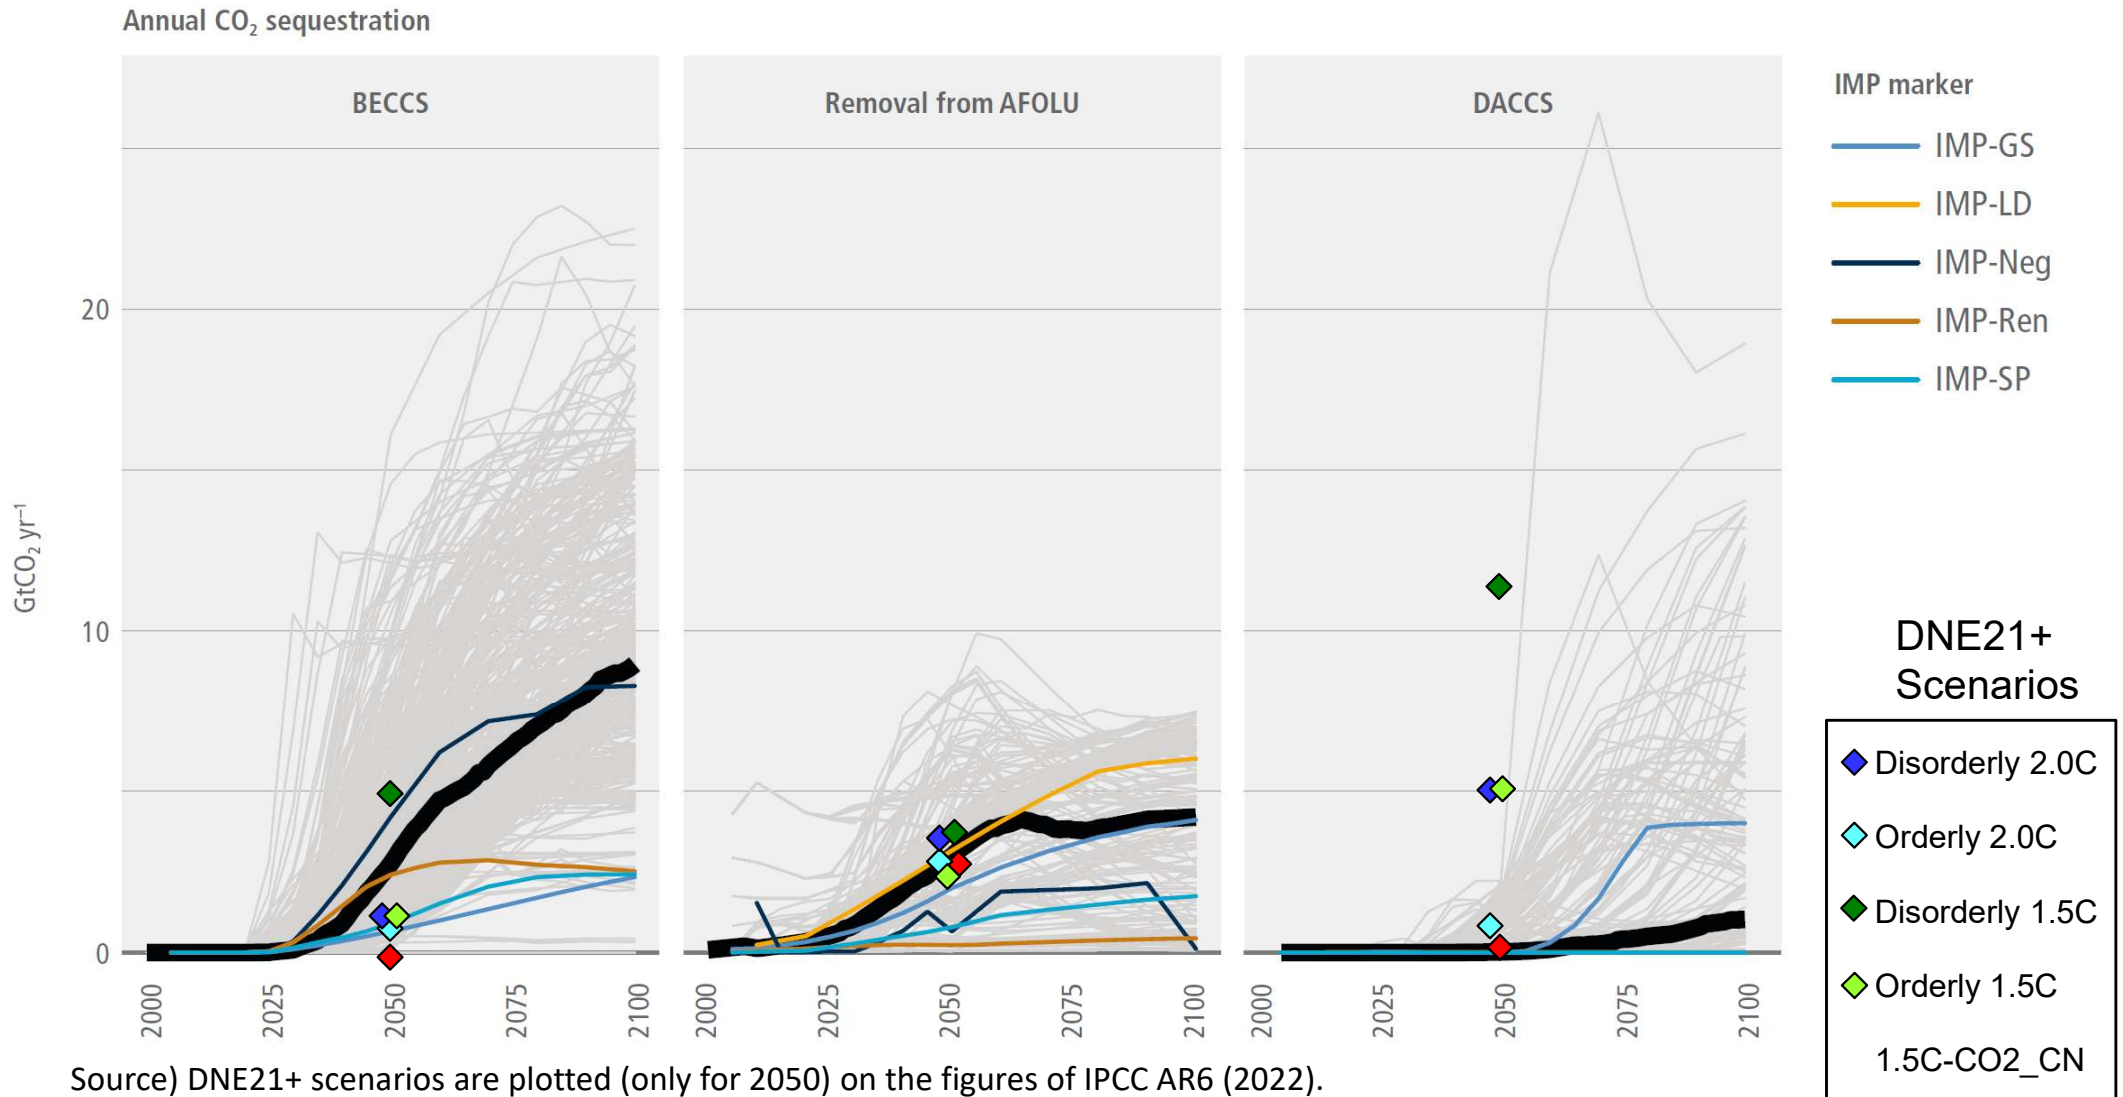 Annual CO₂ sequestration
BECCS
Removal from AFOLU
DACCS
IMP marker
IMP-GS
IMP-LD
IMP-Neg
IMP-Ren
IMP-SP
GtCO₂ yr⁻¹
20
10
0
2000 2025 2050 2075 2100
2000 2025 2050 2075 2100
2000 2025 2050 2075 2100
DNE21+
Scenarios
Disorderly 2.0C
Orderly 2.0C
Disorderly 1.5C
Orderly 1.5C
1.5C-CO2_CN
Source) DNE21+ scenarios are plotted (only for 2050) on the figures of IPCC AR6 (2022).